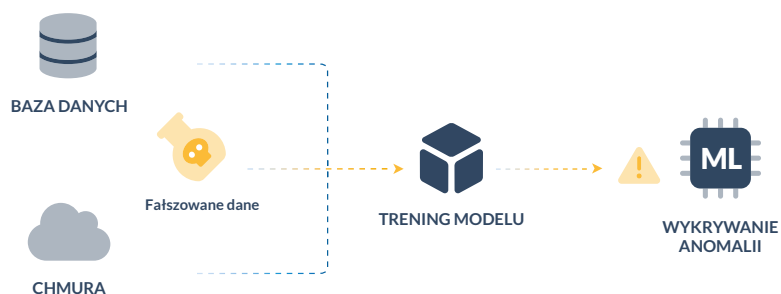 BAZA DANYCH
Fałszowane dane
CHMURA
TRENING MODELU
ML
WYKRYWANIE
ANOMALII